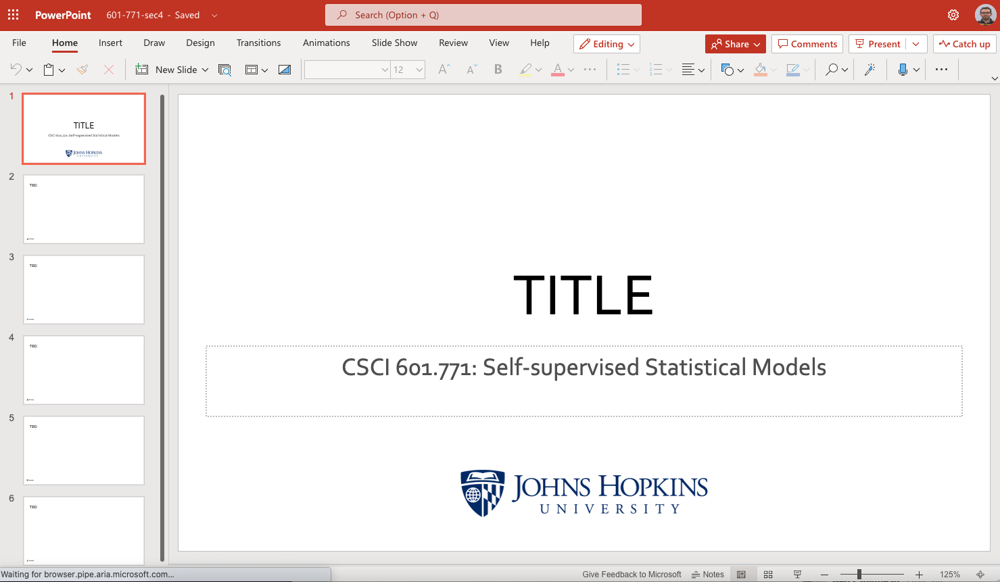 PowerPoint 601-771-sec4 - Saved Search (Option + Q)
File Home Insert Draw Design Transitions Animations Slide Show Review View Help Editing Share Comments Present Catch up
New Slide 12 A A B A
1
TITLE
CSCI 601.771: Self-supervised Statistical Models
JOHNS HOPKINS
UNIVERSITY
2
TBD
3
TBD
4
TBD
5
TBD
6
TBD
TITLE
CSCI 601.771: Self-supervised Statistical Models
JOHNS HOPKINS
UNIVERSITY
Waiting for browser.pipe.aria.microsoft.com... Give Feedback to Microsoft Notes 125%